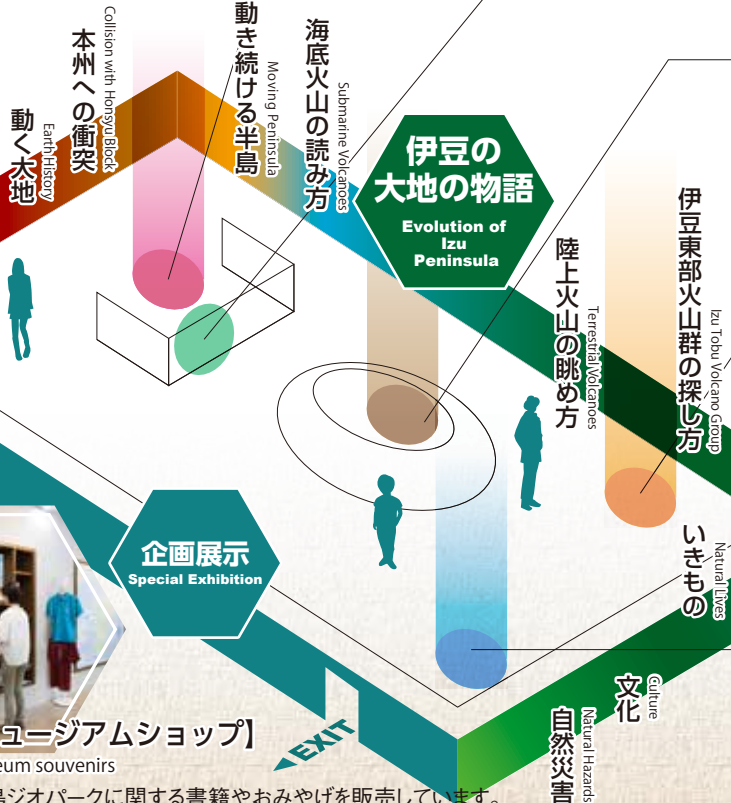 動く大地
Earth History
本州への衝突
Collision with Honsyu Block
動き続ける半島
Moving Peninsula
海底火山の読み方
Submarine Volcanoes
伊豆の
大地の物語
Evolution of
Izu
Peninsula
陸上火山の眺め方
Terrestrial Volcanoes
伊豆東部火山群の探し方
Izu Tobu Volcano Group
いきもの
Natural Lives
文化
Culture
自然災害
Natural Hazards
企画展示
Special Exhibition
EXIT
ュージアムショップ】
eum souvenirs
島ジオパークに関する書籍やおみやげを販売しています。